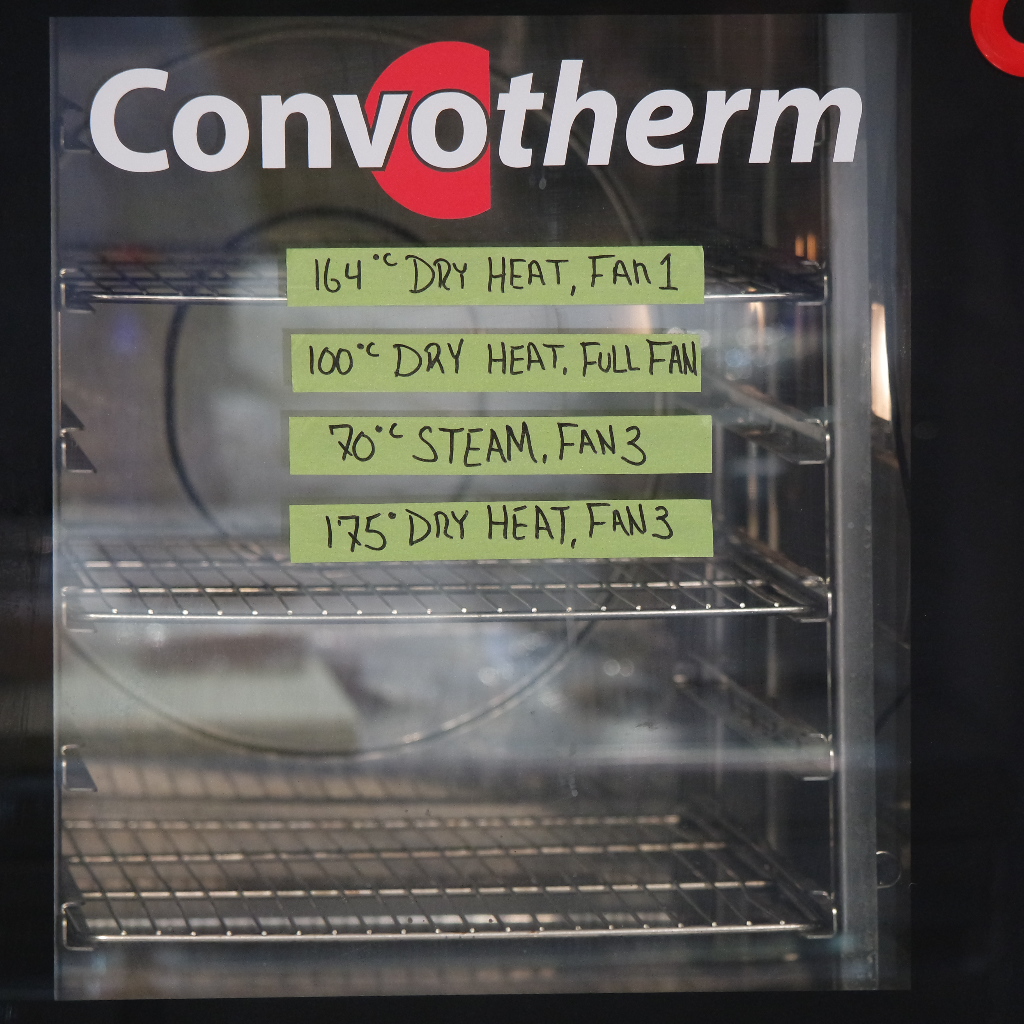 Convotherm
164°C DRY HEAT, FAN 1
100°C DRY HEAT, FULL FAN
70°C STEAM, FAN 3
175° DRY HEAT, FAN 3